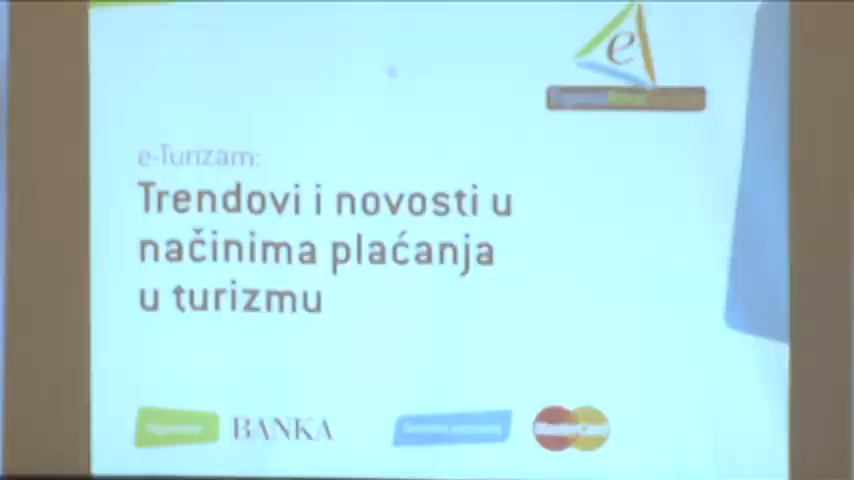 e
e-Turizam:
Trendovi i novosti u
načinima plaćanja
u turizmu
BANKA